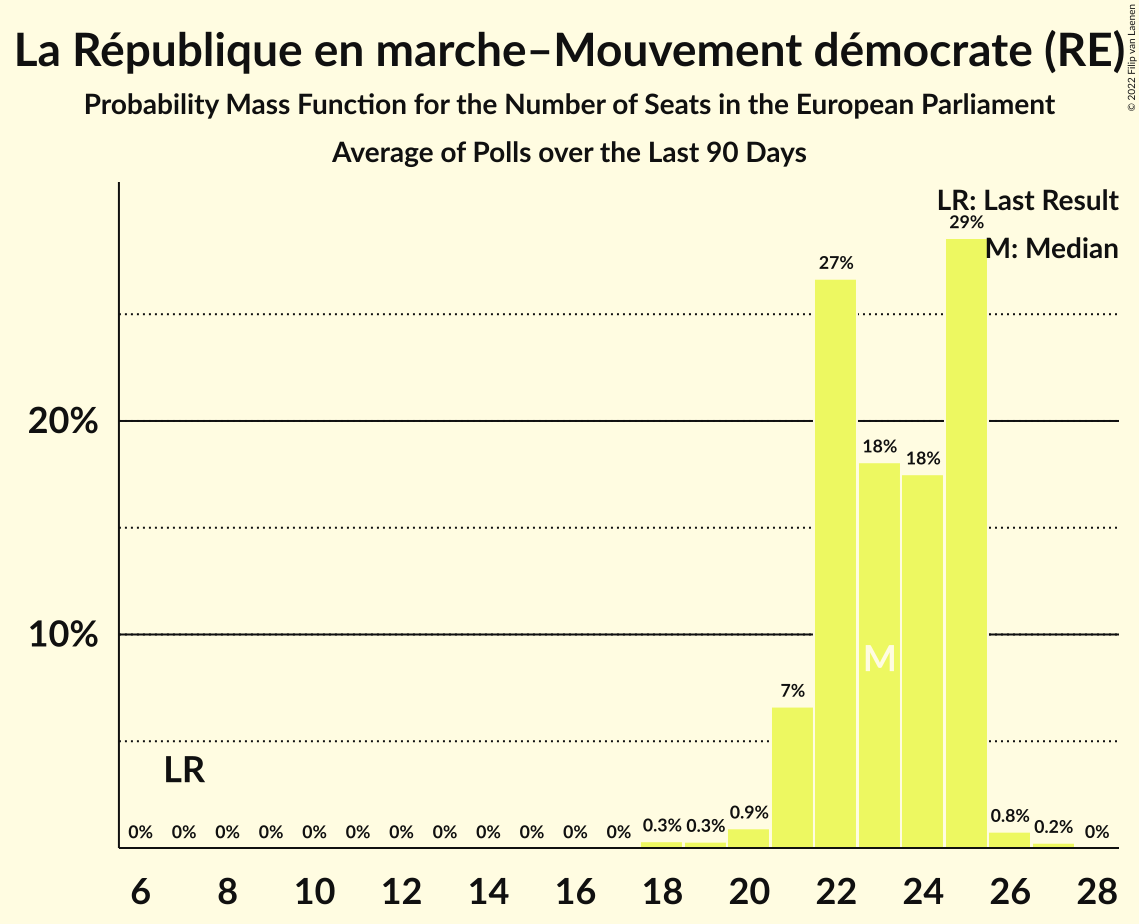 La République en marche–Mouvement démocrate (RE)
Probability Mass Function for the Number of Seats in the European Parliament
Average of Polls over the Last 90 Days
© 2022 Filip van Laenen
LR: Last Result
M: Median
29%
27%
20%
18%
18%
10%
M
7%
LR
0% 0% 0% 0% 0% 0% 0% 0% 0% 0% 0% 0% 0.3% 0.3% 0.9% 0.8% 0.2% 0%
6 8 10 12 14 16 18 20 22 24 26 28